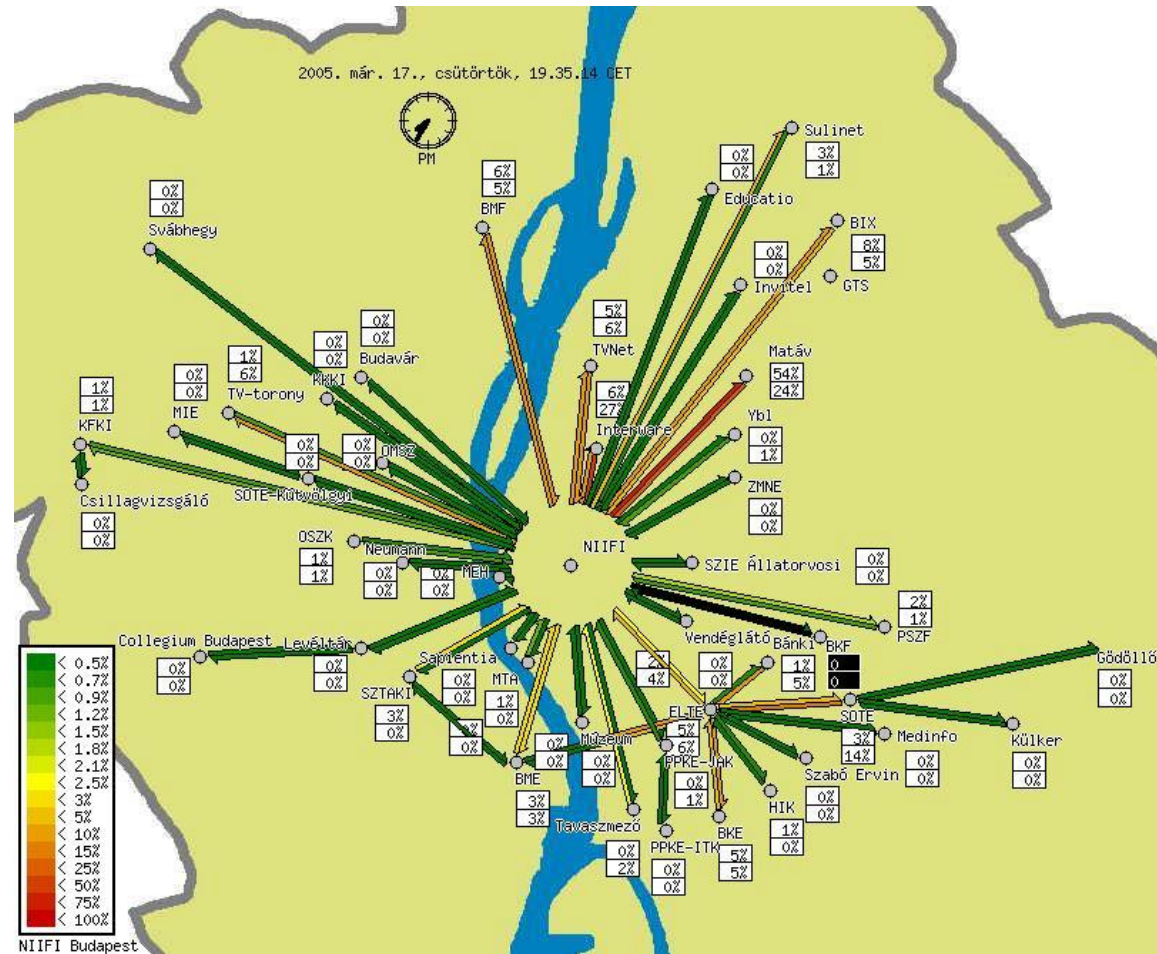 2005. már. 17., csütörtök, 19.35.14 CET
PM
Sulinet
3%
1%
0%
0%
Educatio
6%
5%
BMF
0%
0%
Svábhegy
BIX
8%
5%
GTS
0%
0%
Invitel
5%
6%
TVNet
0%
0%
Budavár
0%
0%
KKKI
Matáv
54%
24%
1%
6%
TV-torony
0%
0%
MIE
1%
1%
KFKI
6%
27%
Interware
Ybl
0%
1%
0%
0%
OMSZ
0%
0%
SOTE-Kútvölgyi
Csillagvizsgáló
0%
0%
ZMNE
0%
0%
OSZK
1%
1%
Neumann
0%
0%
MEH
0%
0%
NIIFI
SZIE Állatorvosi
0%
0%
PSZF
2%
1%
Vendéglátó
0%
0%
Bánki
1%
5%
BKF
0
0
Collegium Budapest
0%
0%
Levéltár
0%
0%
Sapientia
0%
0%
MTA
1%
0%
SZTAKI
3%
0%
2%
4%
ELTE
5%
6%
SOTE
3%
14%
Gödöllő
0%
0%
Medinfo
0%
0%
Külker
0%
0%
Szabó Ervin
0%
0%
HIK
1%
0%
BKE
5%
5%
PPKE-JAK
0%
1%
PPKE-ITK
0%
0%
Múzeum
0%
0%
Tavaszmező
0%
2%
BME
3%
3%
0%
0%
0%
< 0.5%
< 0.7%
< 0.9%
< 1.2%
< 1.5%
< 1.8%
< 2.1%
< 2.5%
< 3%
< 5%
< 10%
< 15%
< 25%
< 50%
< 75%
< 100%
NIIFI Budapest